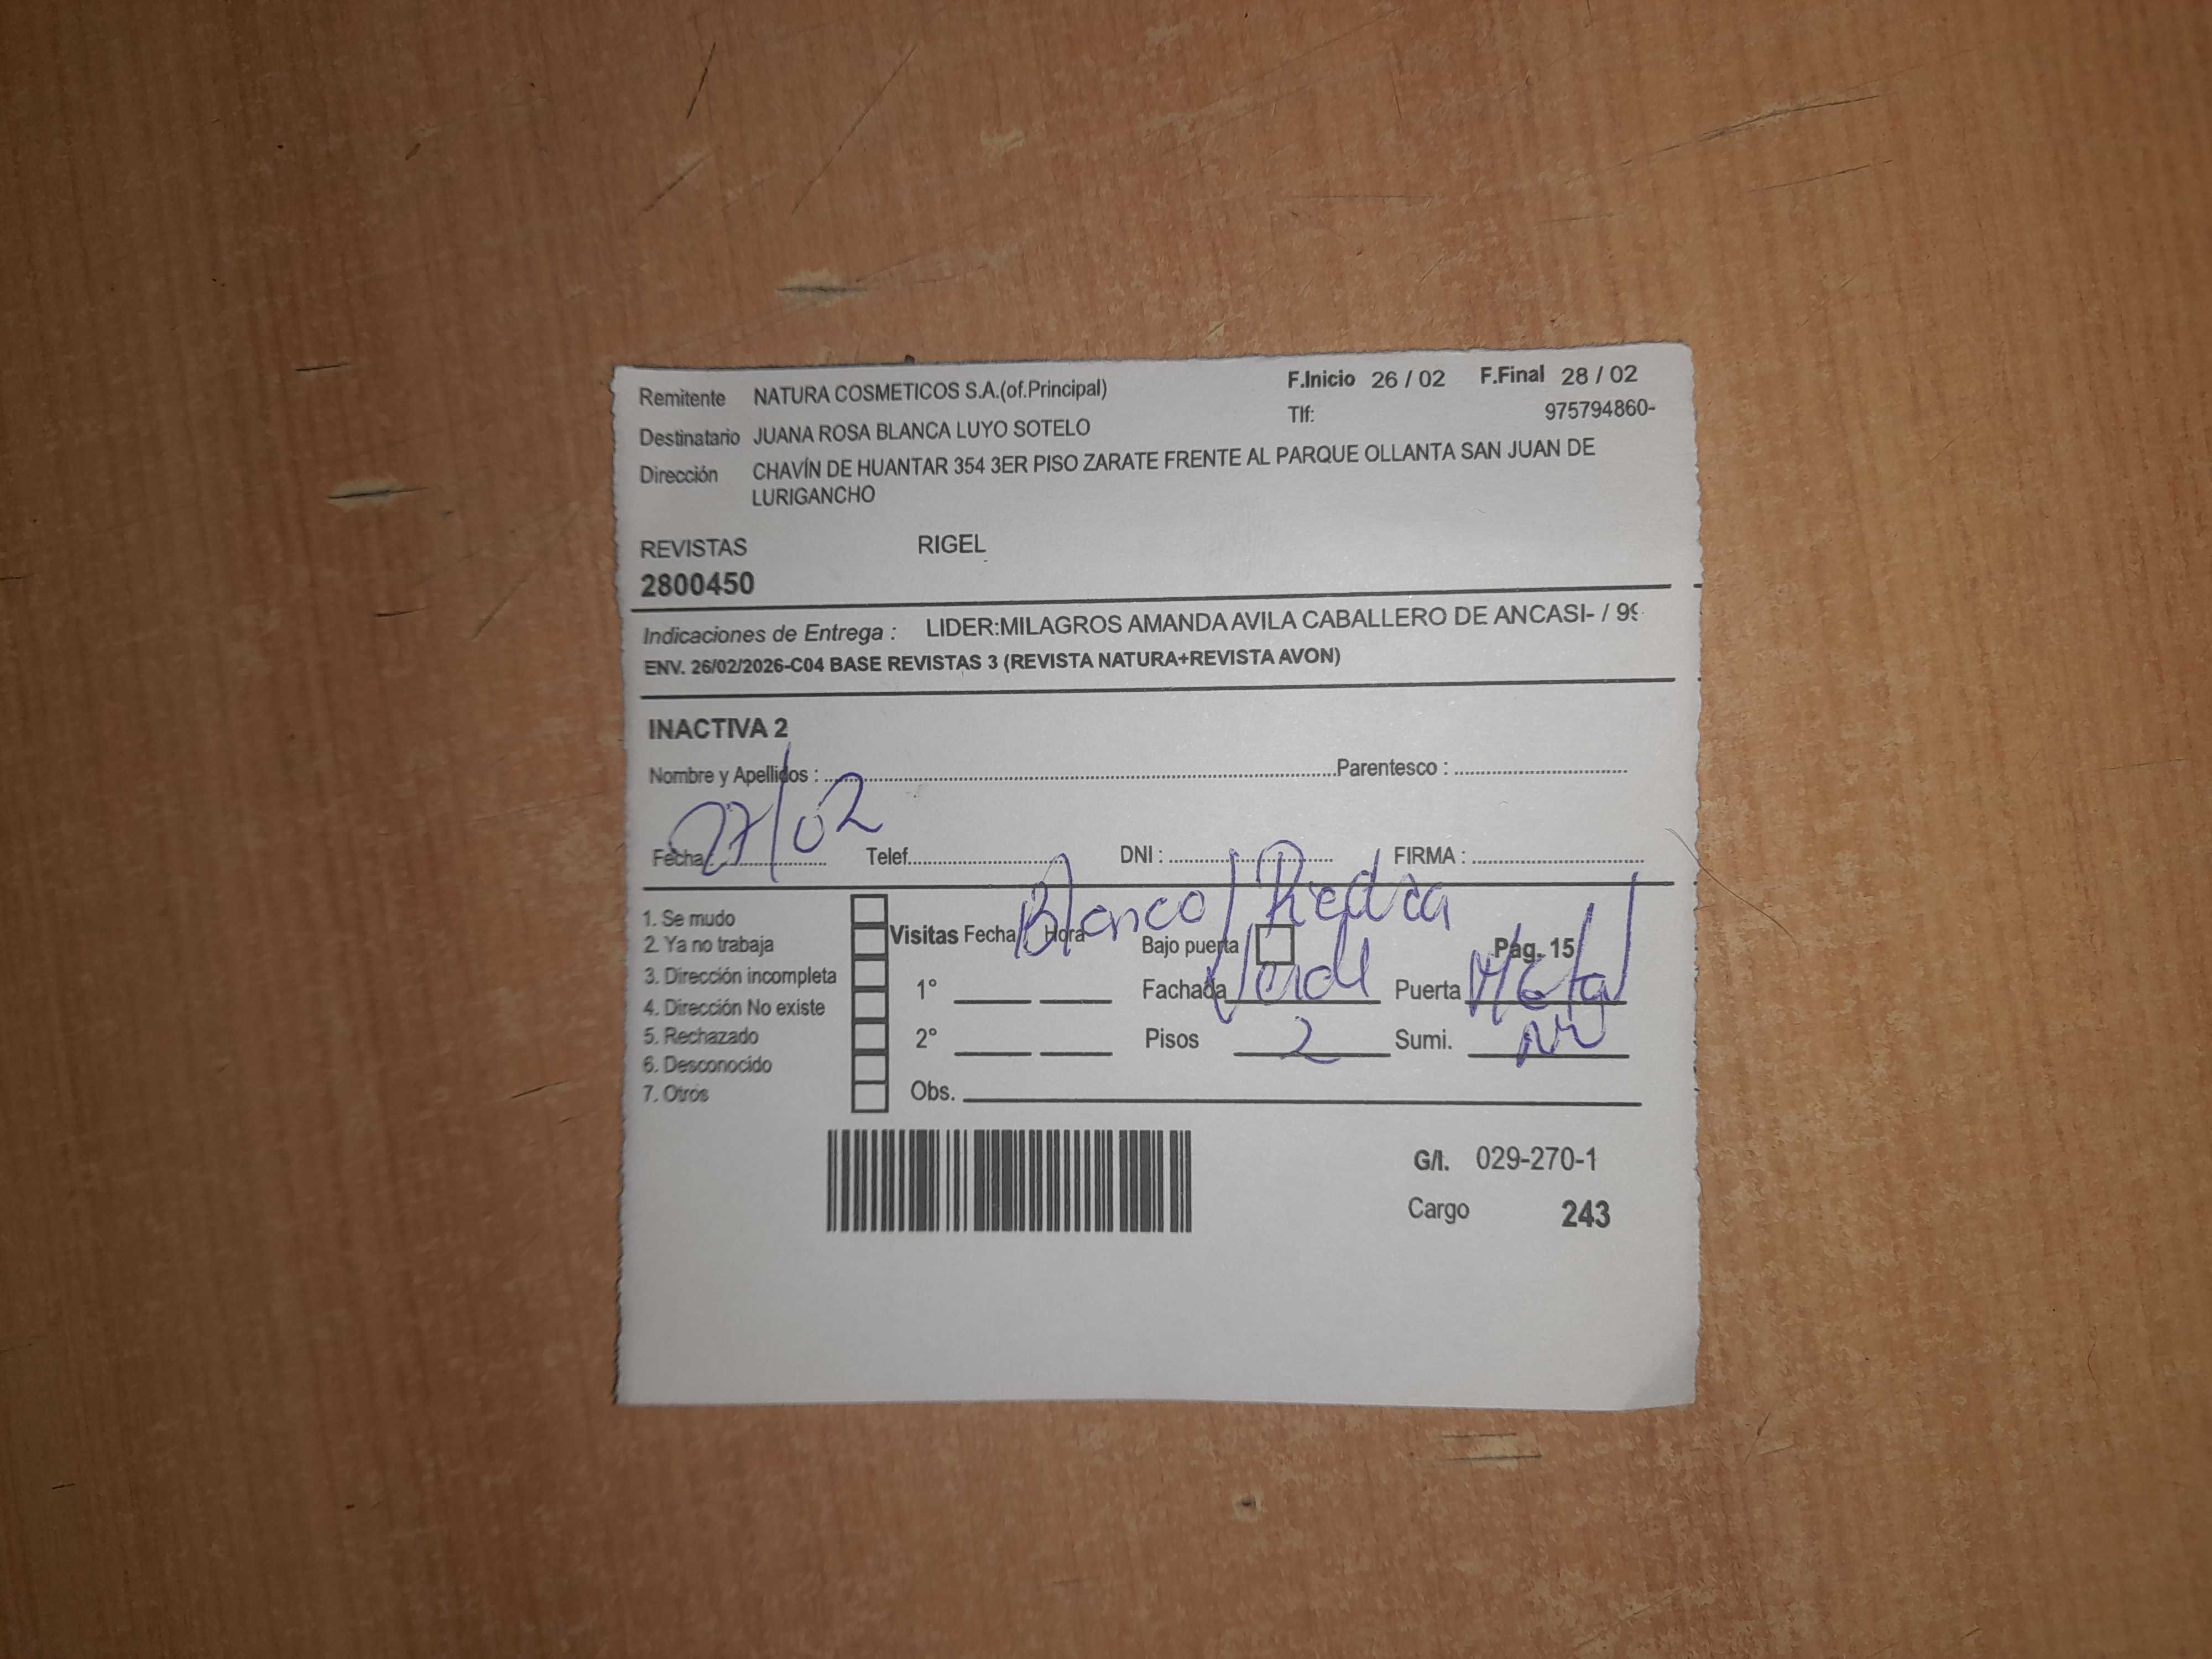 Remitente NATURA COSMETICOS S.A.(of.Principal) F.Inicio 26 / 02 F.Final 28 / 02
Tlf: 975794860-
Destinatario JUANA ROSA BLANCA LUYO SOTELO
Dirección CHAVÍN DE HUANTAR 354 3ER PISO ZARATE FRENTE AL PARQUE OLLANTA SAN JUAN DE
LURIGANCHO
REVISTAS RIGEL
2800450
Indicaciones de Entrega : LIDER:MILAGROS AMANDA AVILA CABALLERO DE ANCASI- / 99
ENV. 26/02/2026-C04 BASE REVISTAS 3 (REVISTA NATURA+REVISTA AVON)
INACTIVA 2
Nombre y Apellidos : Parentesco :
27/02
Fecha: Telef. DNI : FIRMA :
Blanco/Piedra
1. Se mudo
2. Ya no trabaja
3. Dirección incompleta
4. Dirección No existe
5. Rechazado
6. Desconocido
7. Otros
Visitas Fecha Hora Bajo puerta Pág. 15
1° Fachada Verde Puerta Metal
2° Pisos 2 Sumi.
Obs.
G/I. 029-270-1
Cargo 243